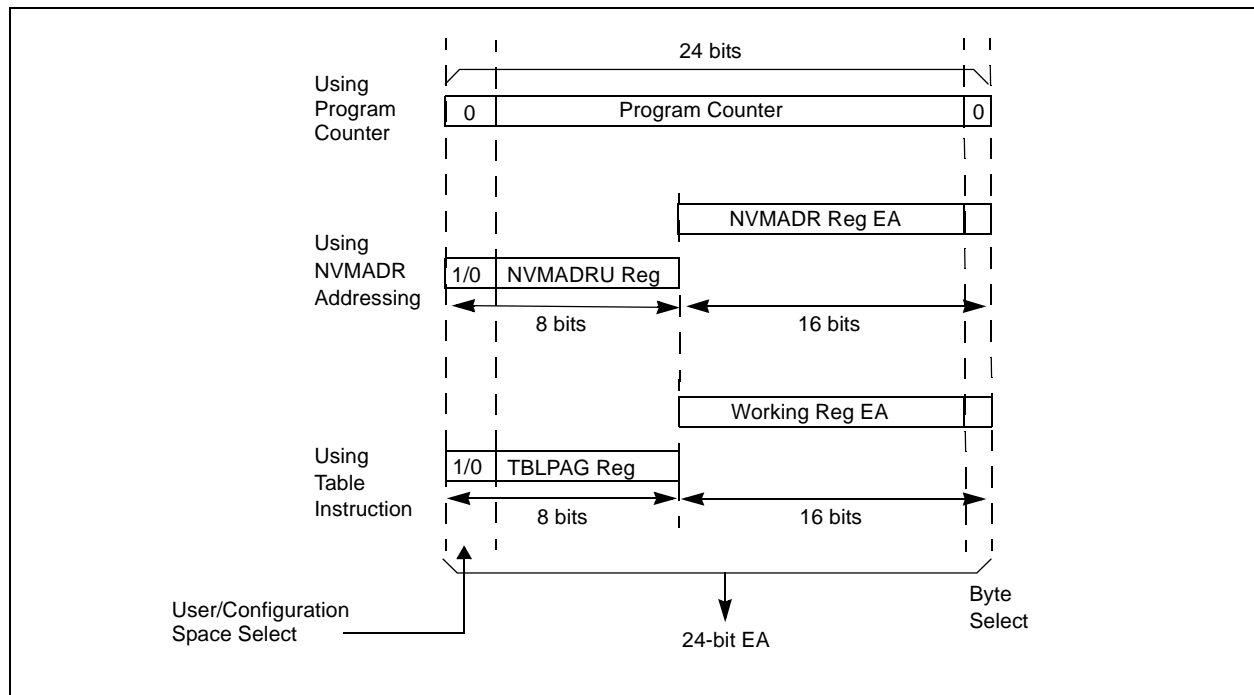 24 bits
Using
Program
Counter
0
Program Counter
0
NVMADR Reg EA
Using
NVMADR
Addressing
1/0
NVMADRU Reg
8 bits
16 bits
Working Reg EA
Using
Table
Instruction
1/0
TBLPAG Reg
8 bits
16 bits
User/Configuration
Space Select
24-bit EA
Byte
Select